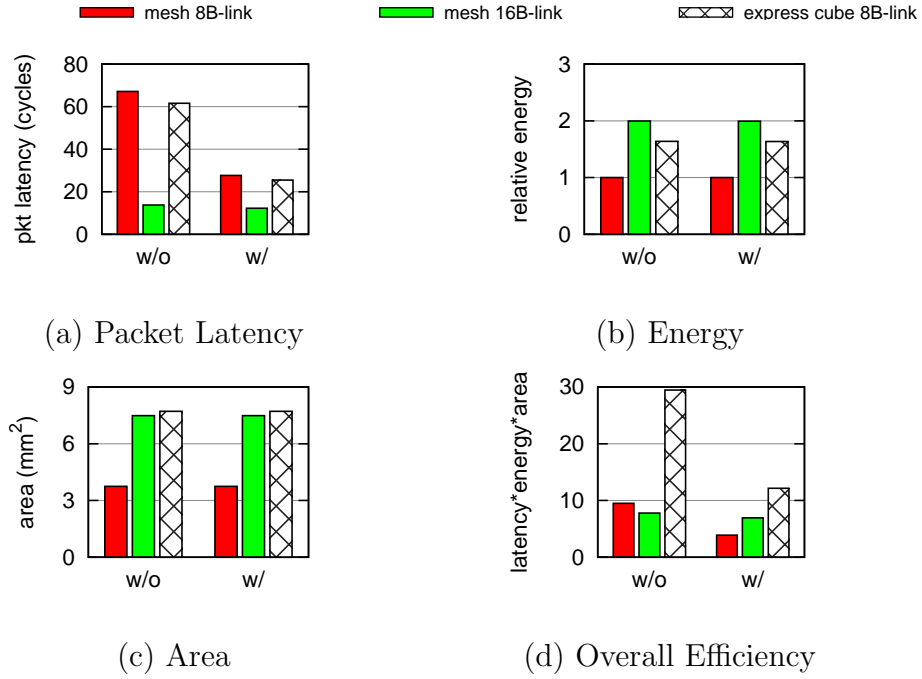 mesh 8B-link mesh 16B-link express cube 8B-link
80
60
40
20
0
pkt latency (cycles)
w/o w/
(a) Packet Latency
3
2
1
0
relative energy
w/o w/
(b) Energy
9
6
3
0
area (mm²)
w/o w/
(c) Area
30
20
10
0
latency*energy*area
w/o w/
(d) Overall Efficiency